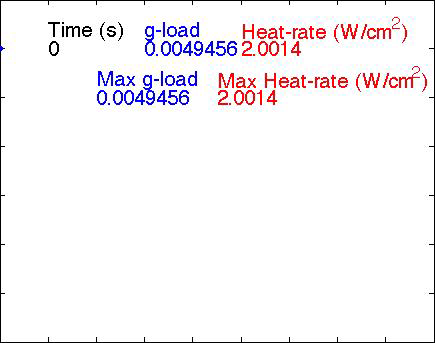 Time (s) g-load Heat-rate (W/cm²)
0 0.0049456 2.0014
Max g-load Max Heat-rate (W/cm²)
0.0049456 2.0014